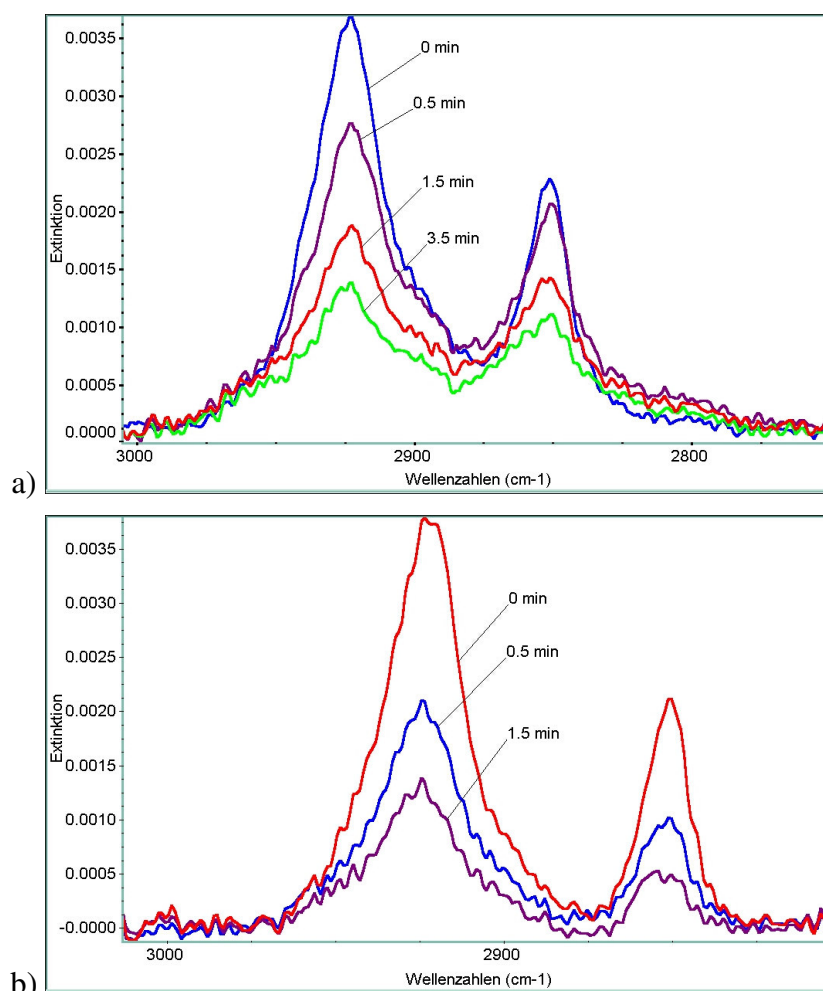 0.0035
0.0030
0.0025
0.0020
0.0015
0.0010
0.0005
0.0000
Extinktion
0 min
0.5 min
1.5 min
3.5 min
3000
2900
2800
Wellenzahlen (cm-1)
a)
0.0035
0.0030
0.0025
0.0020
0.0015
0.0010
0.0005
-0.0000
Extinktion
0 min
0.5 min
1.5 min
3000
2900
Wellenzahlen (cm-1)
b)